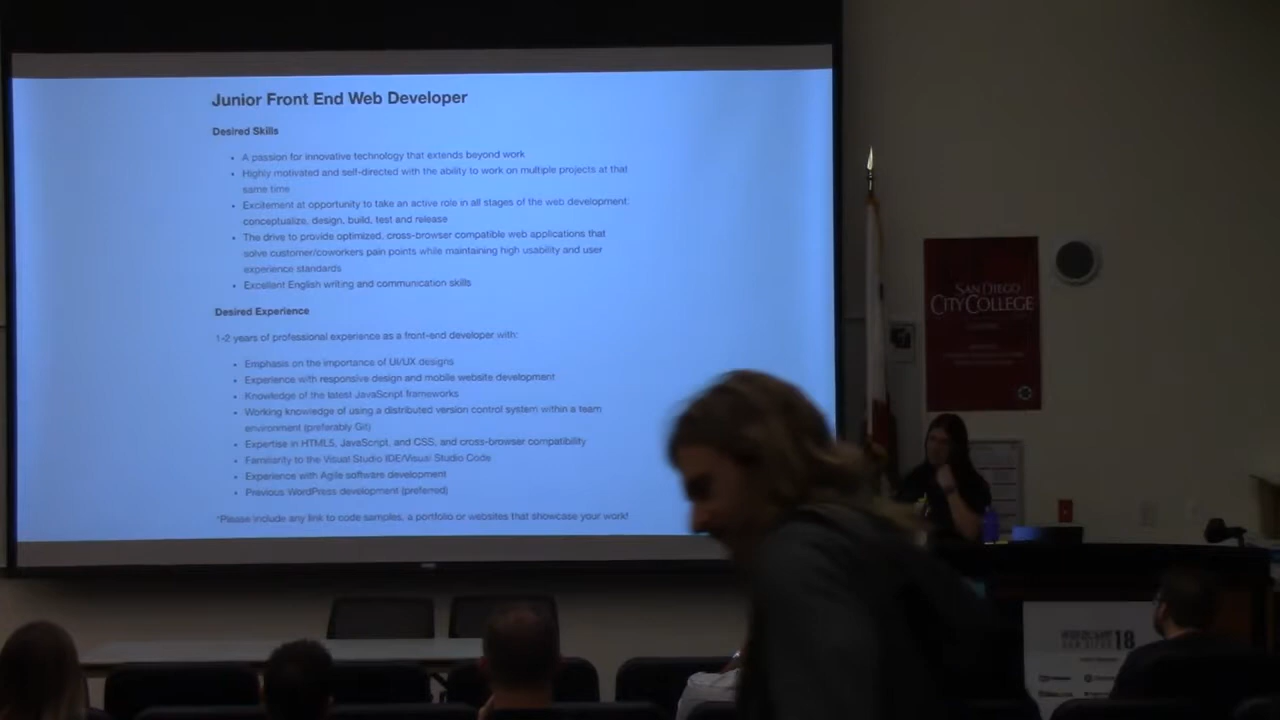 Junior Front End Web Developer
Desired Skills
• A passion for innovative technology that extends beyond work
• Highly motivated and self-directed with the ability to work on multiple projects at that
same time
• Excitement at opportunity to take an active role in all stages of the web development:
conceptualize, design, build, test and release
• The drive to provide optimized, cross-browser compatible web applications that
solve customer/coworkers pain points while maintaining high usability and user
experience standards
• Excellent English writing and communication skills
Desired Experience
1-2 years of professional experience as a front-end developer with:
• Emphasis on the importance of UI/UX designs
• Experience with responsive design and mobile website development
• Knowledge of the latest JavaScript frameworks
• Working knowledge of using a distributed version control system within a team
environment (preferably Git)
• Expertise in HTML5, JavaScript, and CSS, and cross-browser compatibility
• Familiarity to the Visual Studio IDE/Visual Studio Code
• Experience with Agile software development
• Previous WordPress development (preferred)
*Please include any link to code samples, a portfolio or websites that showcase your work!
SAN DIEGO
CITY COLLEGE
18